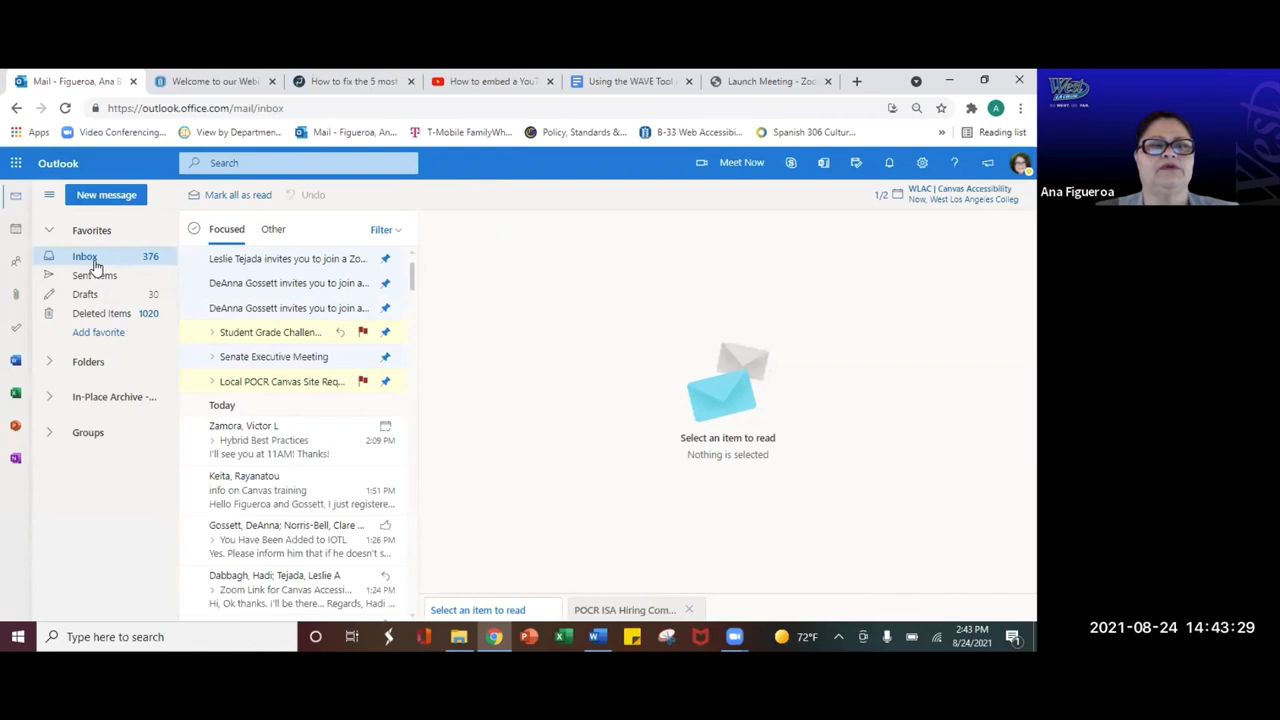 Mail - Figueroa, Ana B
Welcome to our Webi
How to fix the 5 most
How to embed a YouT
Using the WAVE Tool
Launch Meeting - Zoo
https://outlook.office.com/mail/inbox
Apps
Video Conferencing...
View by Departmen...
Mail - Figueroa, An...
T-Mobile FamilyWh...
Policy, Standards &...
B-33 Web Accessibi...
Spanish 306 Cultur...
»
Reading list
Outlook
Search
Meet Now
New message
Mark all as read
Undo
1/2
WLAC | Canvas Accessibility
Now, West Los Angeles Colleg
Favorites
Inbox 376
Sent Items
Drafts 30
Deleted Items 1020
Add favorite
Folders
In-Place Archive -...
Groups
Focused
Other
Filter
Leslie Tejada invites you to join a Zo...
DeAnna Gossett invites you to join a...
DeAnna Gossett invites you to join a...
Student Grade Challen...
Senate Executive Meeting
Local POCR Canvas Site Req...
Today
Zamora, Victor L
Hybrid Best Practices 2:09 PM
I'll see you at 11AM! Thanks!
Keita, Rayanatou
info on Canvas training 1:51 PM
Hello Figueroa and Gossett, I just registere...
Gossett, DeAnna; Norris-Bell, Clare ...
You Have Been Added to IOTL 1:26 PM
Yes. Please inform him that if he doesn't s...
Dabbagh, Hadi; Tejada, Leslie A
Zoom Link for Canvas Accessi... 1:24 PM
Hi, Ok thanks. I'll be there... Regards, Hadi ...
Select an item to read
Nothing is selected
Select an item to read
POCR ISA Hiring Com...
Type here to search
72°F
2:43 PM
8/24/2021
West
Ana Figueroa
2021-08-24 14:43:29